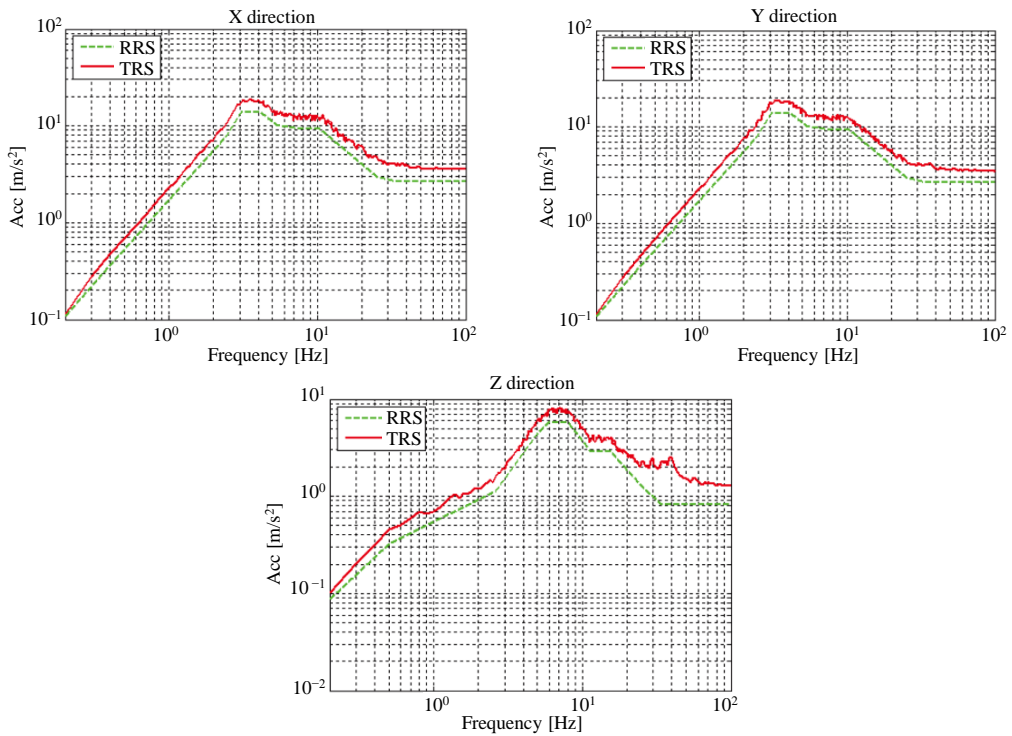 X direction
Acc [m/s²]
10²
10¹
10⁰
10⁻¹
RRS
TRS
10⁰ 10¹ 10²
Frequency [Hz]
Y direction
Acc [m/s²]
10²
10¹
10⁰
10⁻¹
RRS
TRS
10⁰ 10¹ 10²
Frequency [Hz]
Z direction
Acc [m/s²]
10¹
10⁰
10⁻¹
10⁻²
RRS
TRS
10⁰ 10¹ 10²
Frequency [Hz]